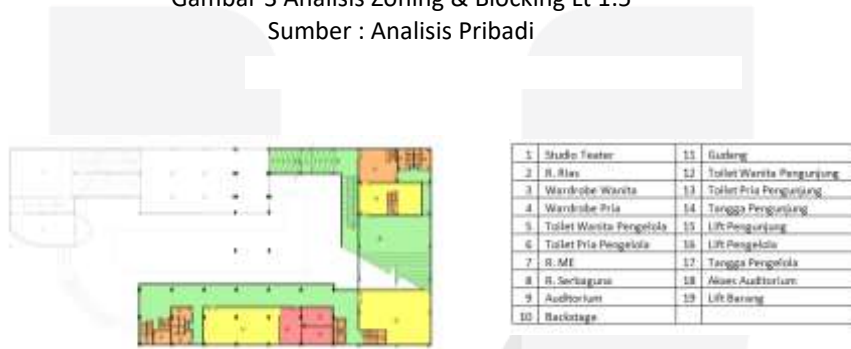 Gambar 3 Analisis Zoning & Blocking Lt 1.5
Sumber : Analisis Pribadi
1 Studio Teater 11 Gudang
2 R. Rias 12 Toilet Wanita Pengunjung
3 Wardrobe Wanita 13 Toilet Pria Pengunjung
4 Wardrobe Pria 14 Tangga Pengunjung
5 Toilet Wanita Pengelola 15 Lift Pengunjung
6 Toilet Pria Pengelola 16 Lift Pengelola
7 R. ME 17 Tangga Pengelola
8 R. Serbaguna 18 Akses Auditorium
9 Auditorium 19 Lift Barang
10 Backstage